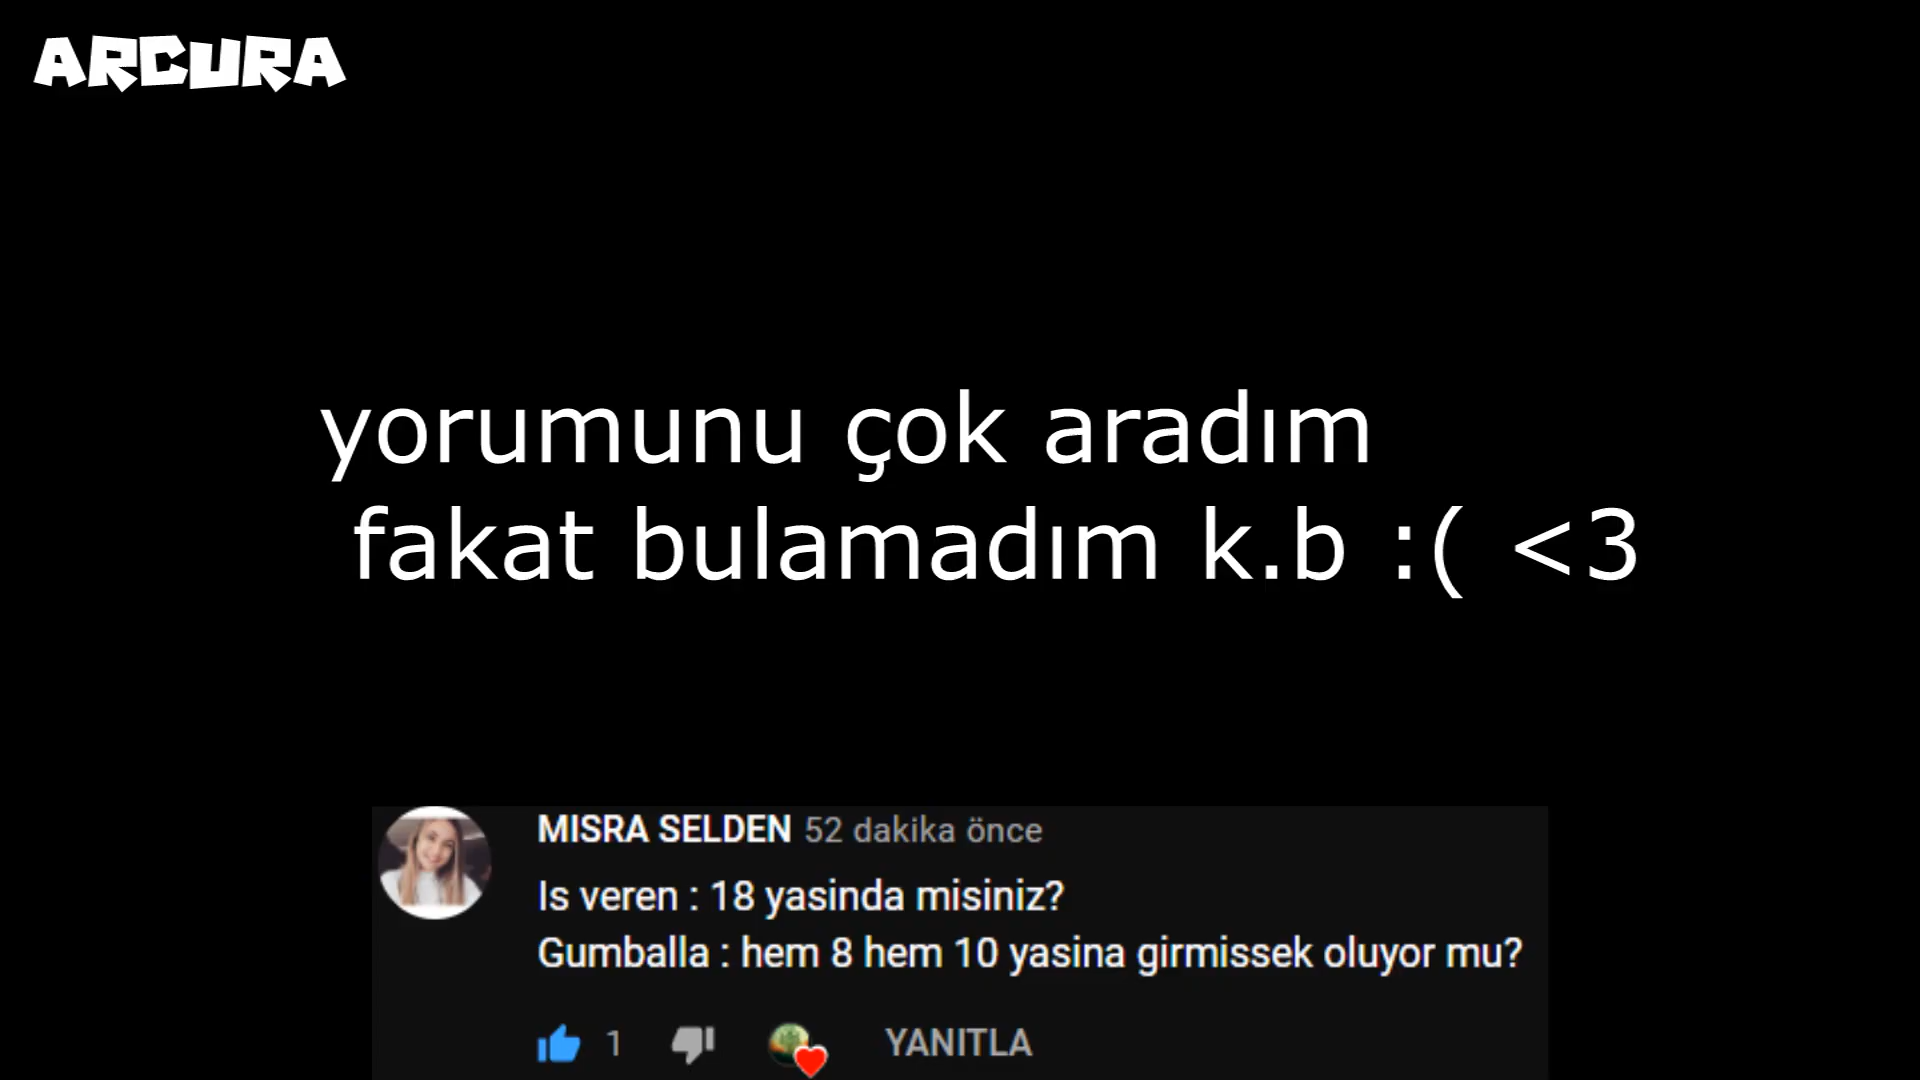 ARCURA
yorumunu çok aradım
fakat bulamadım k.b :( <3
MISRA SELDEN 52 dakika önce
Is veren : 18 yasinda misiniz?
Gumballa : hem 8 hem 10 yasina girmissek oluyor mu?
1 YANITLA